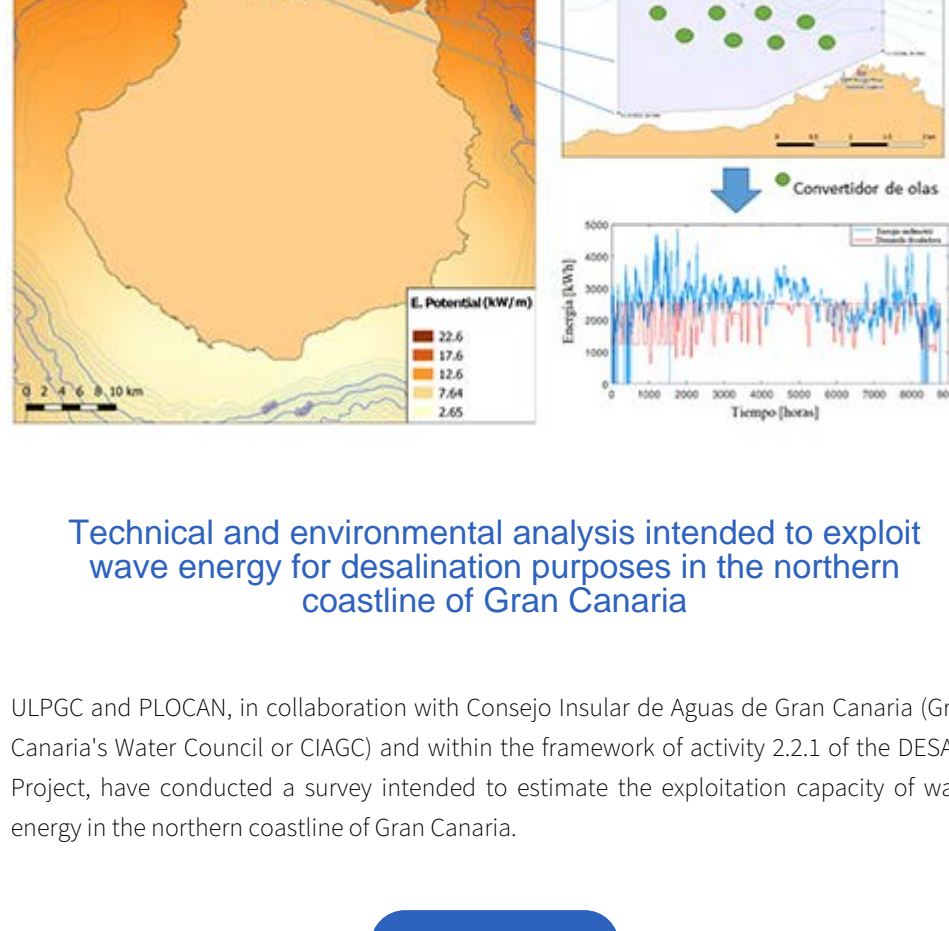 Convertidor de olas
5000
4000
3000
2000
1000
0
Energía [kWh]
0 1000 2000 3000 4000 5000 6000 7000 8000
Tiempo [horas]
E. Potential (kW/m)
22.6
17.6
12.6
7.64
2.65
0 2 4 6 8 10 km
Technical and environmental analysis intended to exploit
wave energy for desalination purposes in the northern
coastline of Gran Canaria
ULPGC and PLOCAN, in collaboration with Consejo Insular de Aguas de Gran Canaria (Gr
Canaria's Water Council or CIAGC) and within the framework of activity 2.2.1 of the DESA
Project, have conducted a survey intended to estimate the exploitation capacity of wa
energy in the northern coastline of Gran Canaria.